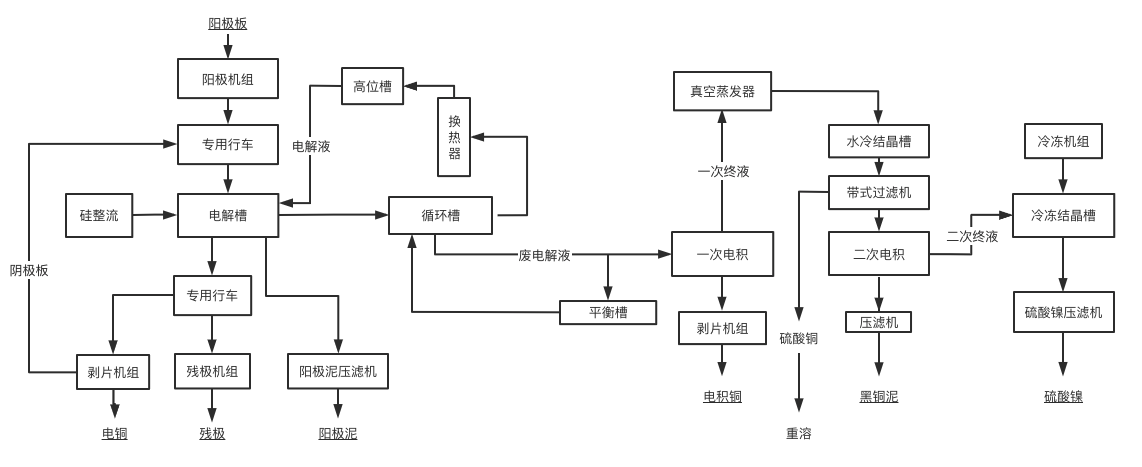 阳极板
阳极机组
专用行车
硅整流
电解槽
阴极板
专用行车
剥片机组
残极机组
阳极泥压滤机
电铜
残极
阳极泥
高位槽
换
热
器
电解液
循环槽
废电解液
平衡槽
真空蒸发器
一次终液
一次电积
剥片机组
电积铜
水冷结晶槽
带式过滤机
二次电积
压滤机
黑铜泥
硫酸铜
重溶
二次终液
冷冻机组
冷冻结晶槽
硫酸镍压滤机
硫酸镍